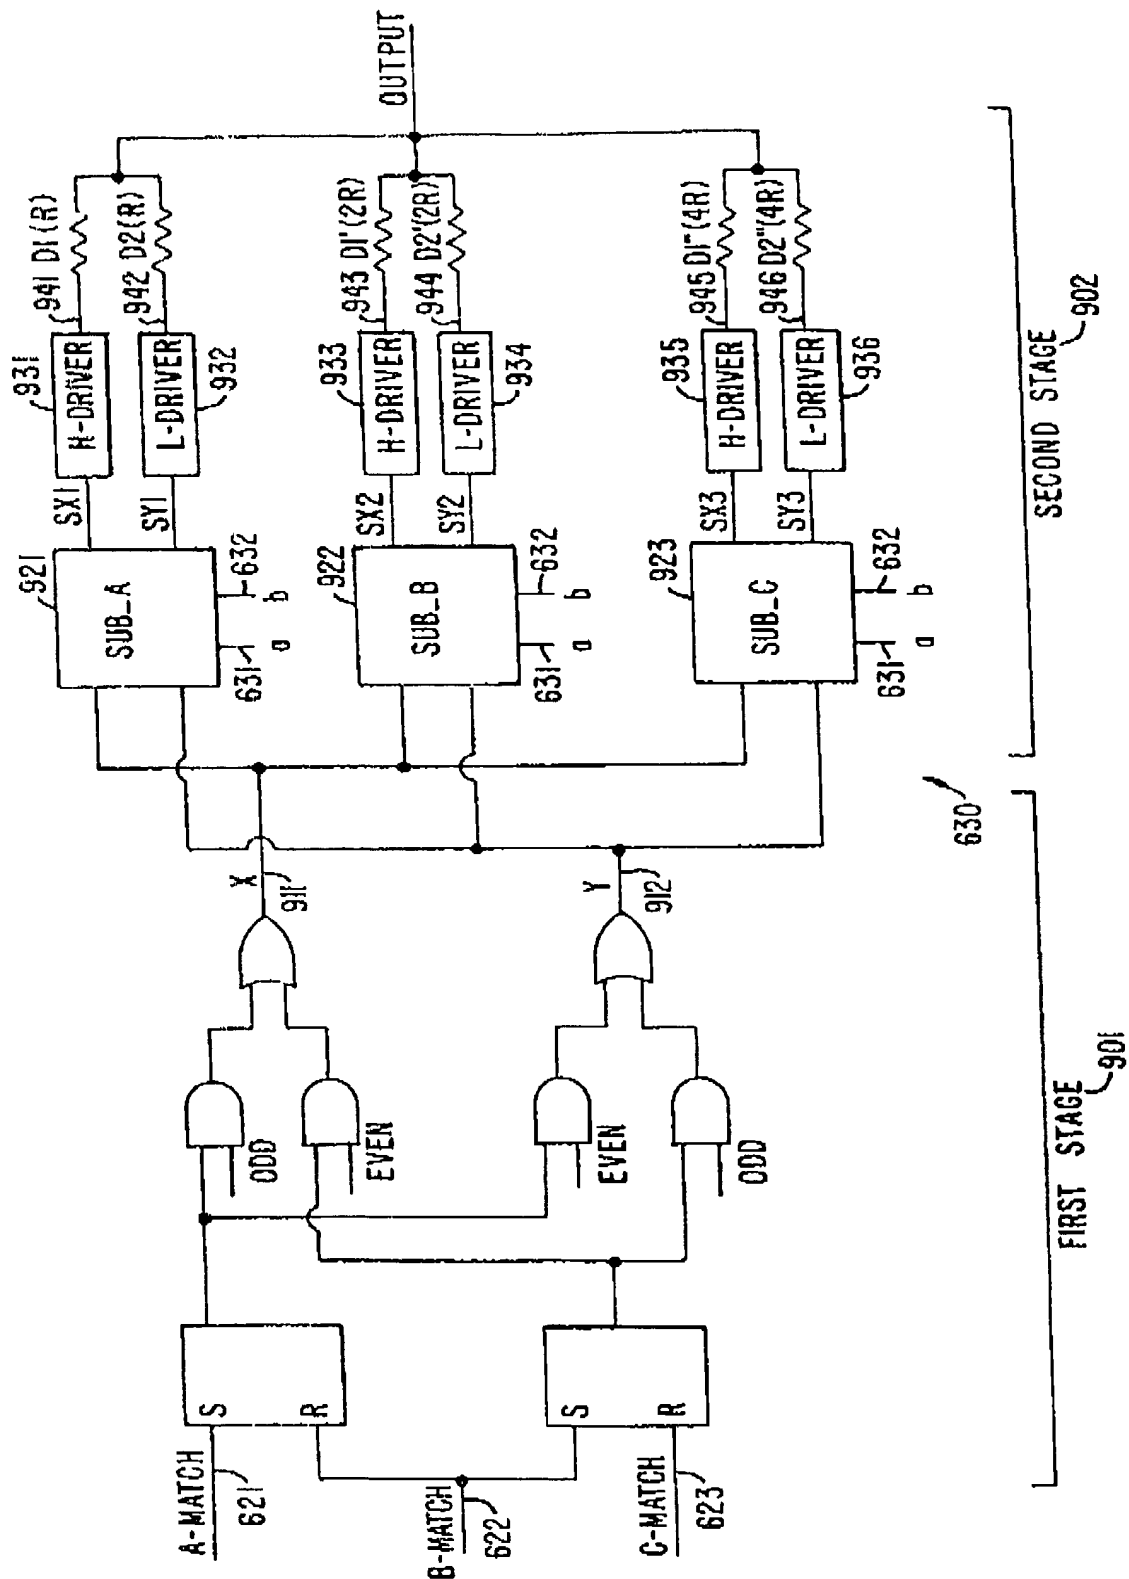 A-MATCH
621
B-MATCH
622
C-MATCH
623
S
R
S
R
ODD
EVEN
EVEN
ODD
X
911
Y
912
921
SUB_A
631
a
632
b
SX1
SY1
931
H-DRIVER
L-DRIVER
932
941 D1(R)
942 D2(R)
922
SUB_B
631
a
632
b
SX2
SY2
933
H-DRIVER
L-DRIVER
934
943 D1'(2R)
944 D2'(2R)
923
SUB_C
631
a
632
b
SX3
SY3
935
H-DRIVER
L-DRIVER
936
945 D1"(4R)
946 D2"(4R)
OUTPUT
630
FIRST STAGE
901
SECOND STAGE
902